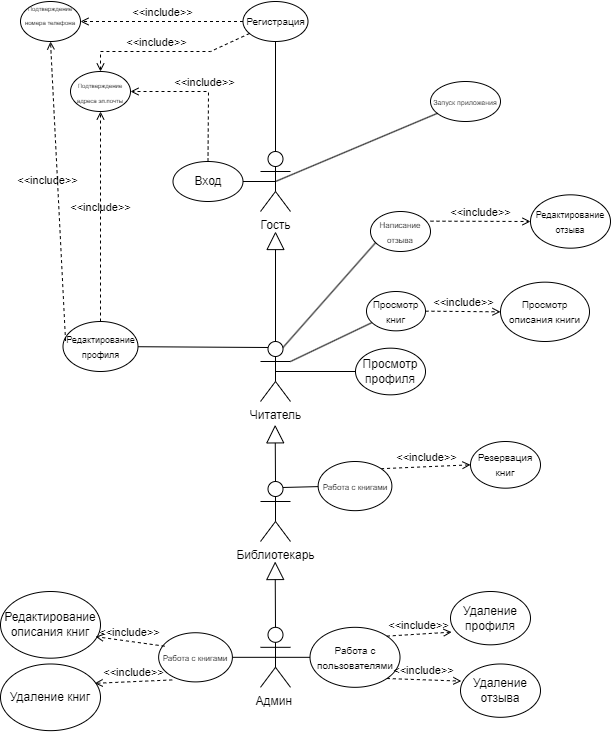 Подтверждение
номера телефона
<<include>>
Регистрация
<<include>>
Подтверждение
адреса эл.почты
<<include>>
Запуск приложения
Вход
<<include>>
<<include>>
Гость
Написание
отзыва
<<include>>
Редактирование
отзыва
Просмотр
книг
<<include>>
Просмотр
описания книги
Редактирование
профиля
Просмотр
профиля
Читатель
<<include>>
Резервация
книг
Работа с книгами
Библиотекарь
Редактирование
описания книг
<<include>>
Работа с книгами
<<include>>
Удаление книг
Админ
Работа с
пользователями
<<include>>
Удаление
профиля
<<include>>
Удаление
отзыва